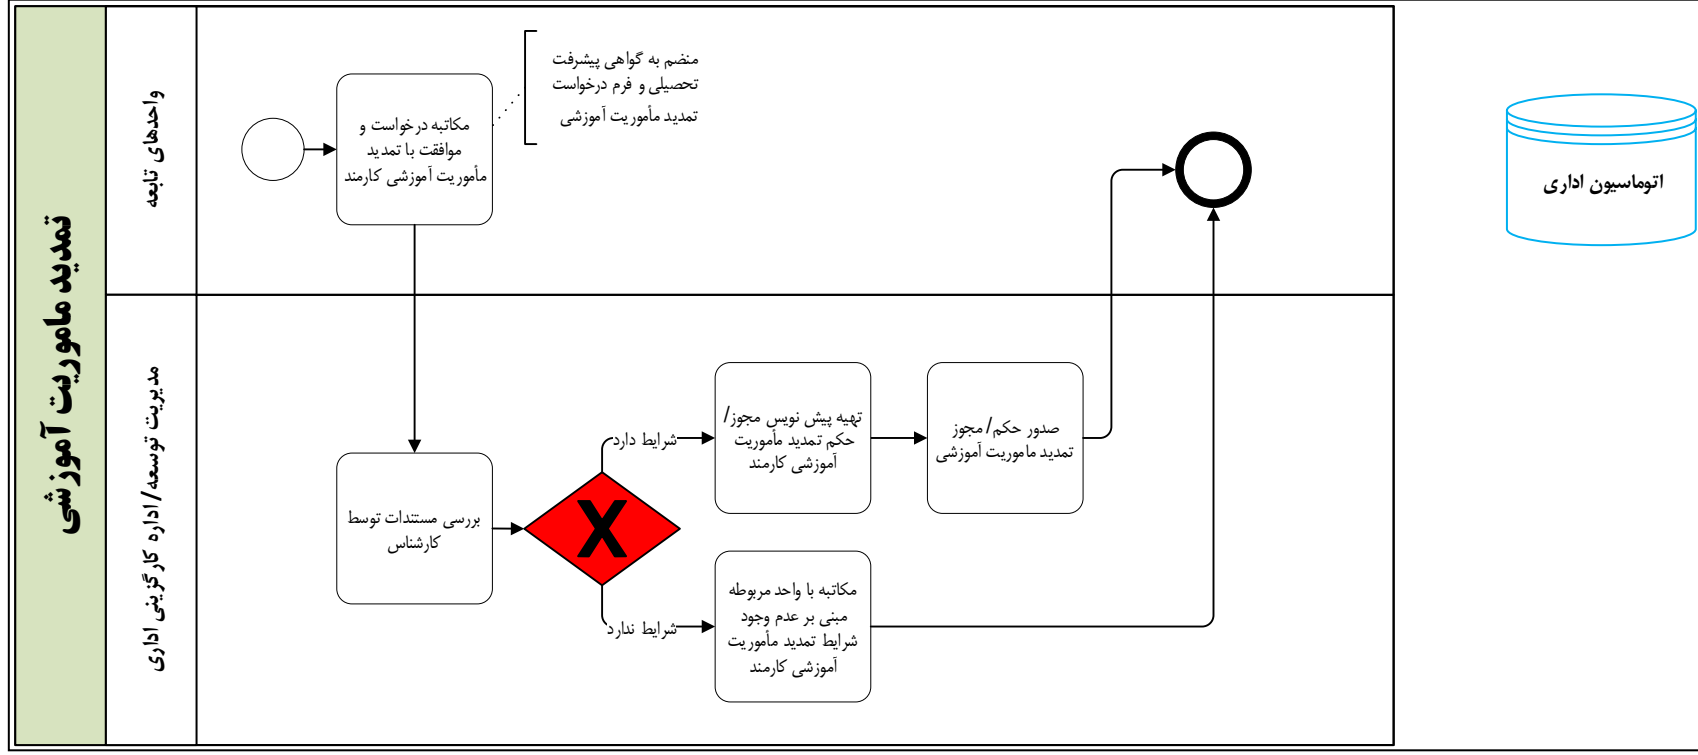 تمدید ماموریت آموزشی
واحدهای تابعه
مکاتبه درخواست و
موافقت با تمدید
مأموریت آموزشی کارمند
منضم به گواهی پیشرفت
تحصیلی و فرم درخواست
تمدید مأموریت آموزشی
اتوماسیون اداری
مدیریت توسعه/اداره کارگزینی اداری
بررسی مستندات توسط
کارشناس
X
شرایط دارد
تهیه پیش نویس مجوز/
حکم تمدید مأموریت
آموزشی کارمند
صدور حکم/ مجوز
تمدید ماموریت آموزشی
شرایط ندارد
مکاتبه با واحد مربوطه
مبنی بر عدم وجود
شرایط تمدید مأموریت
آموزشی کارمند